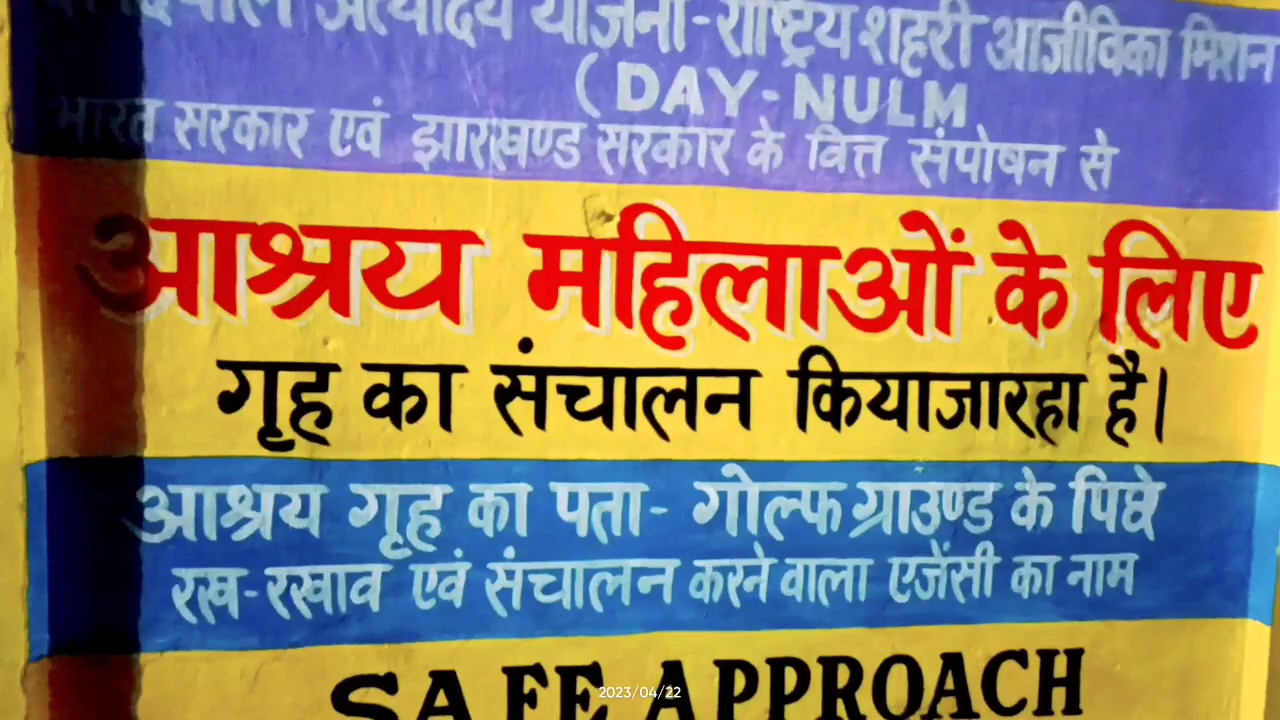 अंत्योदय योजना-राष्ट्रीय शहरी आजीविका मिशन
(DAY-NULM
भारत सरकार एवं झारखण्ड सरकार के वित्त संपोषन से
आश्रय महिलाओं के लिए
गृह का संचालन कियाजारहा है।
आश्रय गृह का पता- गोल्फ ग्राउण्ड के पिछे
रख-रखाव एवं संचालन करने वाला एजेंसी का नाम
SAFE APPROACH
2023/04/22